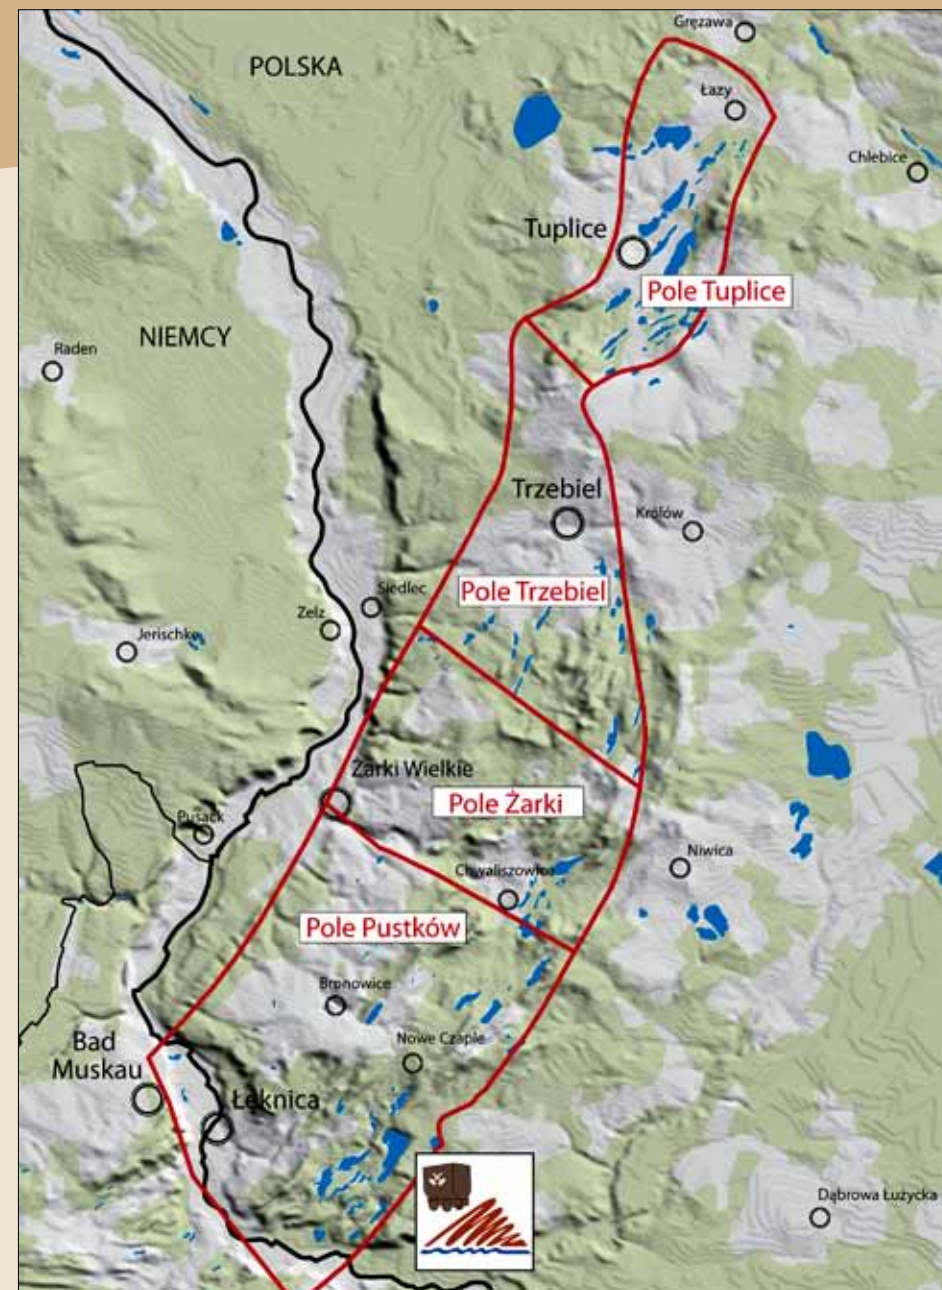 Gręzawa
POLSKA
Łazy
Chlebice
Tuplice
Pole Tuplice
NIEMCY
Raden
Trzebiel
Królów
Pole Trzebiel
Siedlec
Zelz
Jerischke
Żarki Wielkie
Pole Żarki
Pusack
Niwica
Chwaliszowice
Pole Pustków
Bronowice
Nowe Czaple
Bad
Muskau
Łęknica
Dąbrowa Łużycka